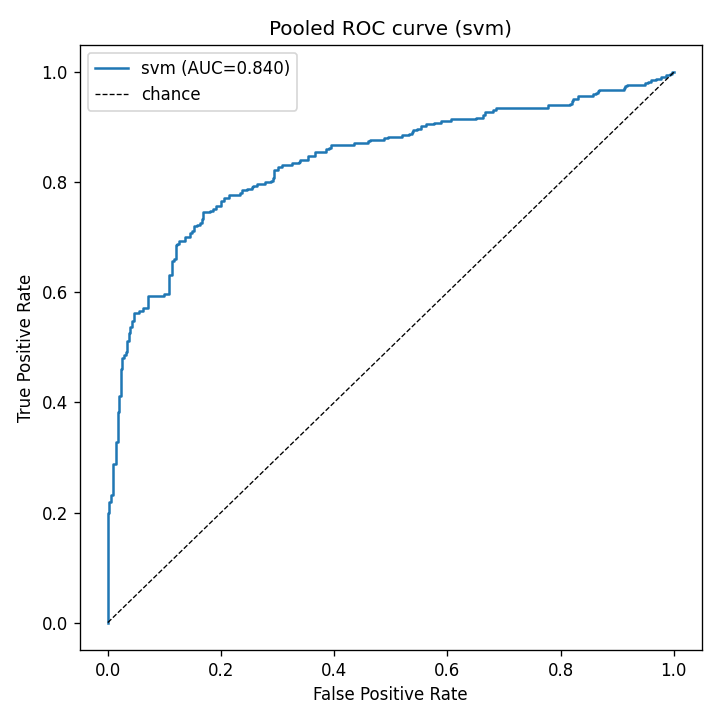 Pooled ROC curve (svm)
svm (AUC=0.840)
chance
True Positive Rate
1.0
0.8
0.6
0.4
0.2
0.0
0.0 0.2 0.4 0.6 0.8 1.0
False Positive Rate